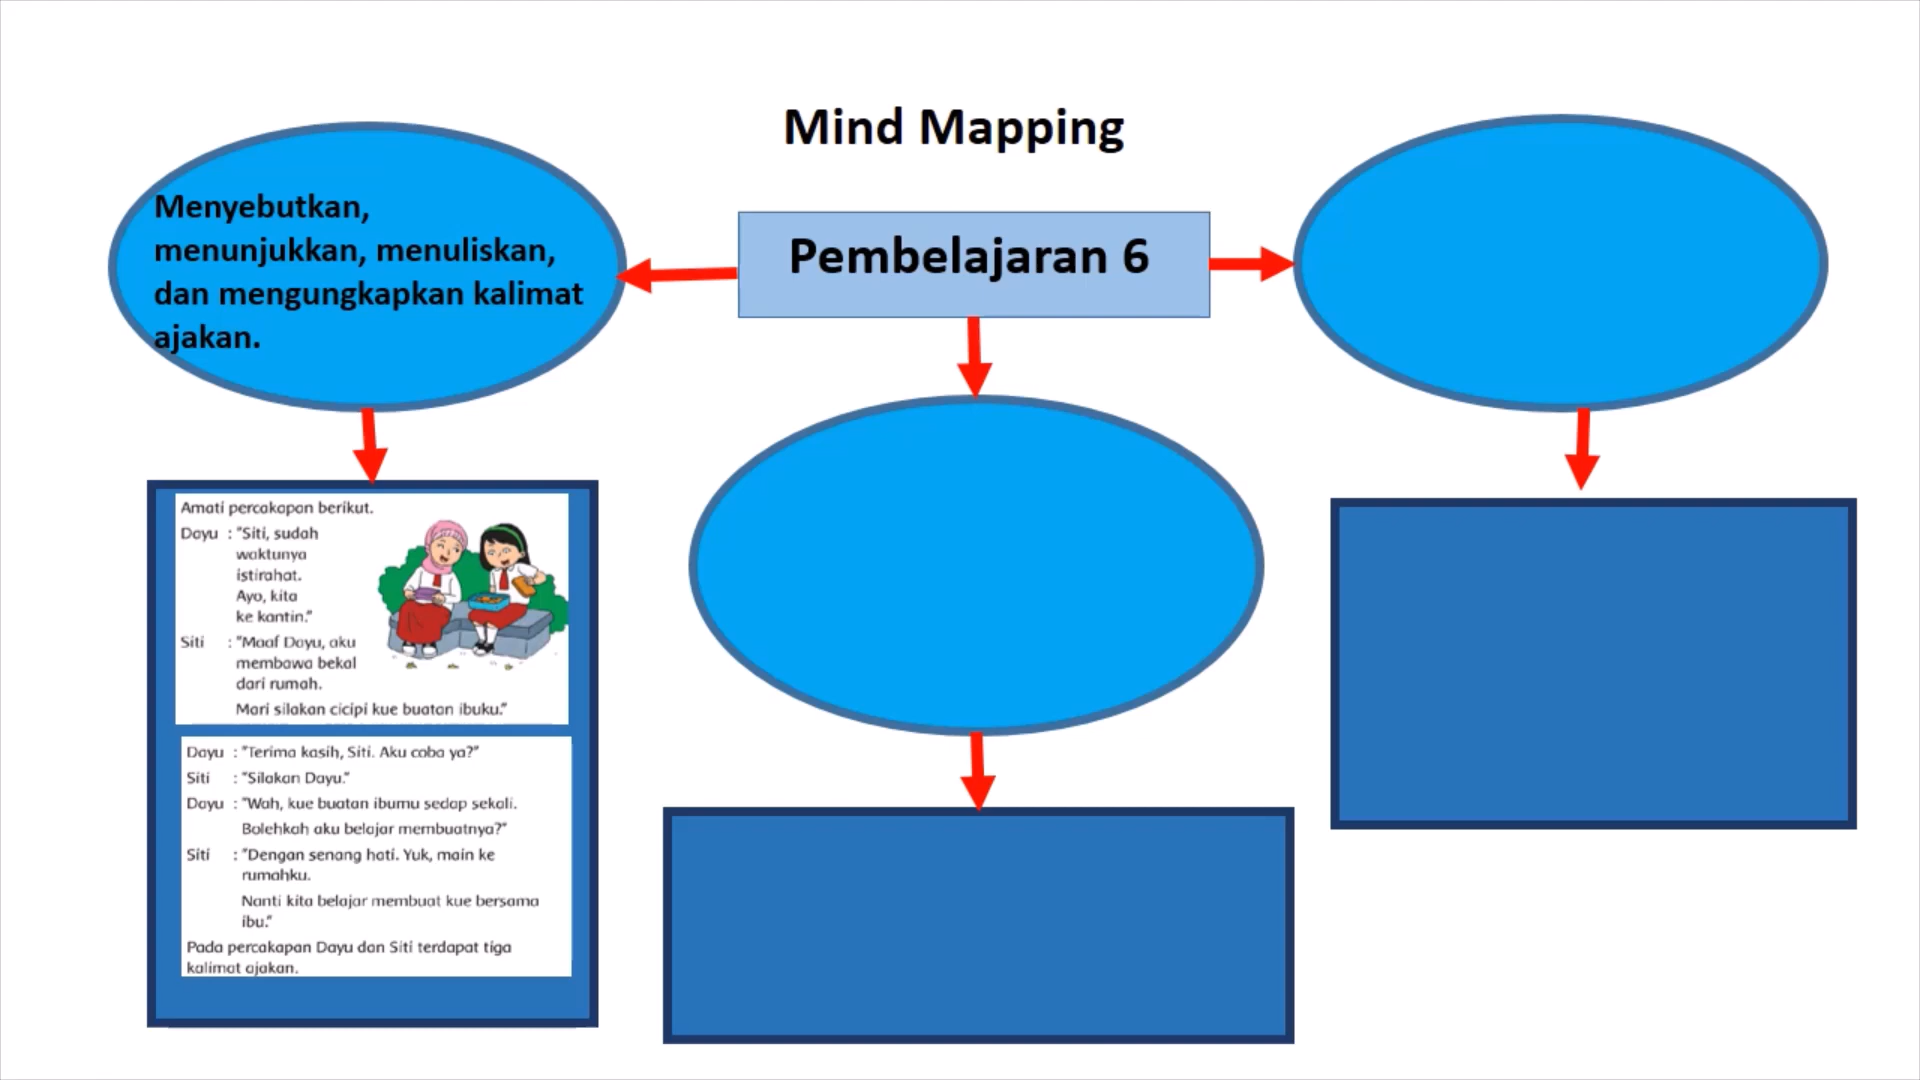 Mind Mapping
Pembelajaran 6
Menyebutkan,
menunjukkan, menuliskan,
dan mengungkapkan kalimat
ajakan.
Amati percakapan berikut.
Dayu : "Siti, sudah
waktunya
istirahat.
Ayo, kita
ke kantin."
Siti : "Maaf Dayu, aku
membawa bekal
dari rumah.
Mari silakan cicipi kue buatan ibuku."
Dayu : "Terima kasih, Siti. Aku coba ya?"
Siti : "Silakan Dayu."
Dayu : "Wah, kue buatan ibumu sedap sekali.
Bolehkah aku belajar membuatnya?"
Siti : "Dengan senang hati. Yuk, main ke
rumahku.
Nanti kita belajar membuat kue bersama
ibu."
Pada percakapan Dayu dan Siti terdapat tiga
kalimat ajakan.